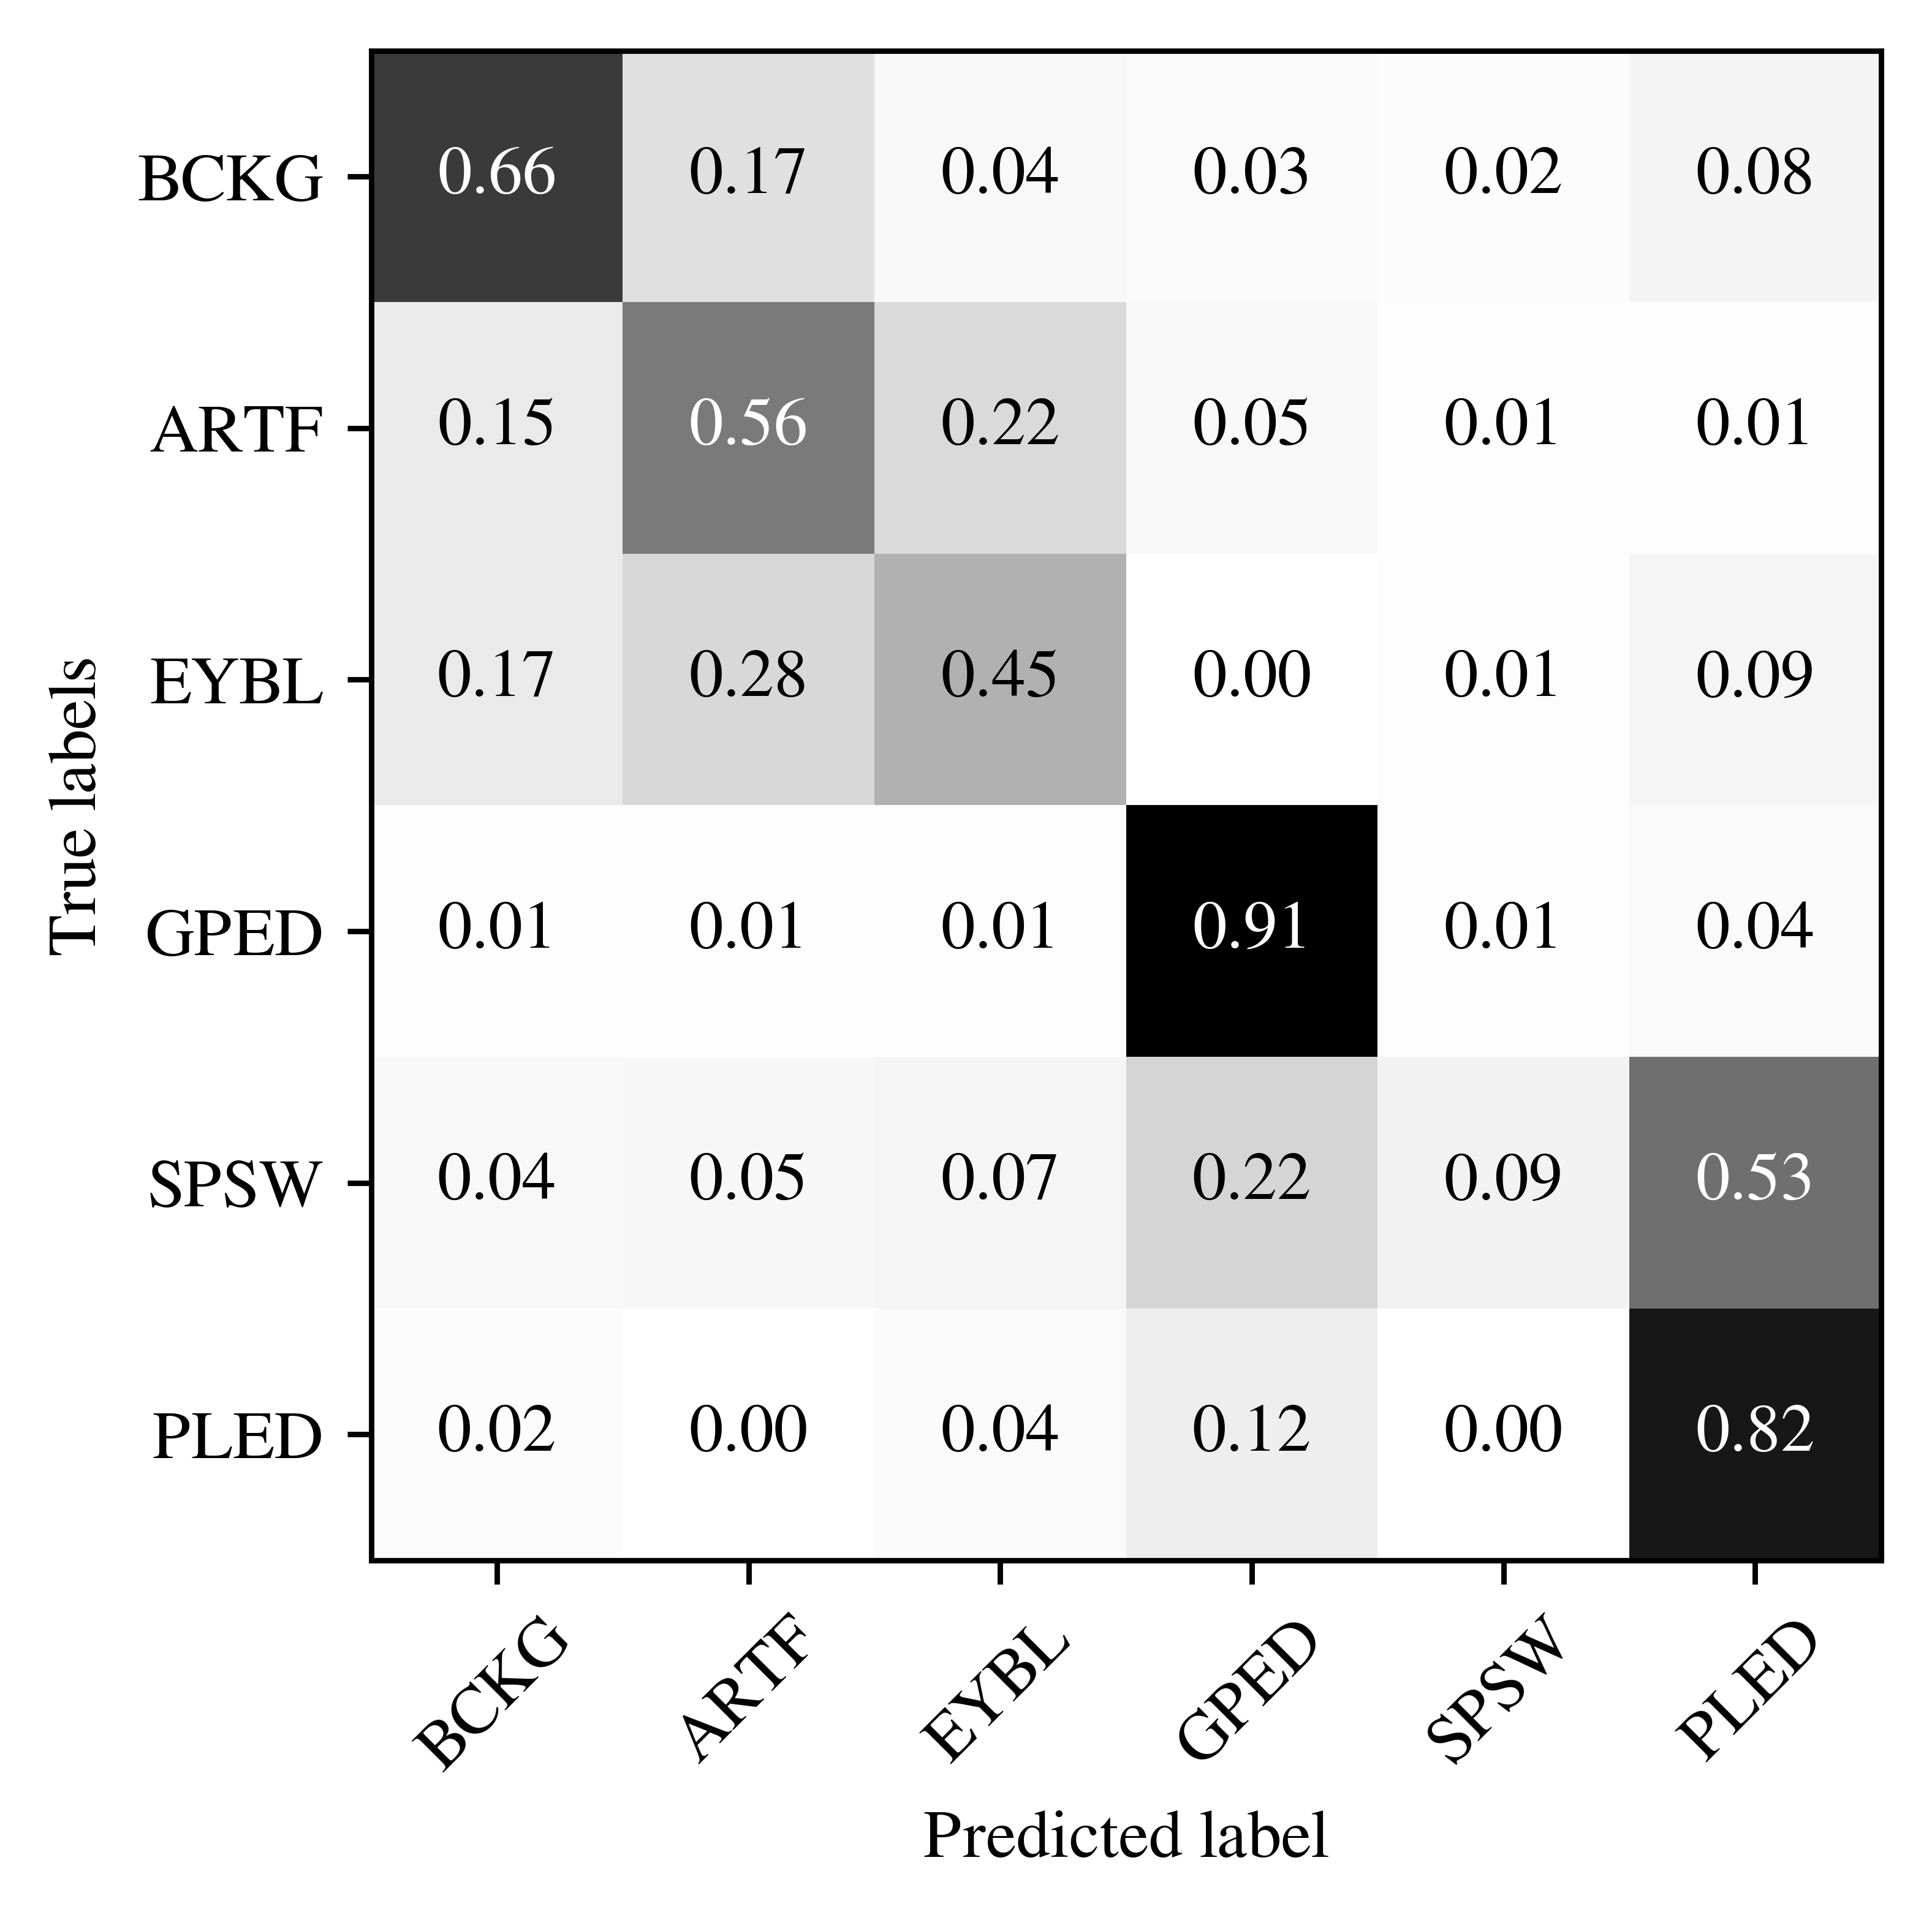 True labels
BCKG 0.66 0.17 0.04 0.03 0.02 0.08
ARTF 0.15 0.56 0.22 0.05 0.01 0.01
EYBL 0.17 0.28 0.45 0.00 0.01 0.09
GPED 0.01 0.01 0.01 0.91 0.01 0.04
SPSW 0.04 0.05 0.07 0.22 0.09 0.53
PLED 0.02 0.00 0.04 0.12 0.00 0.82
BCKG ARTF EYBL GPED SPSW PLED
Predicted label